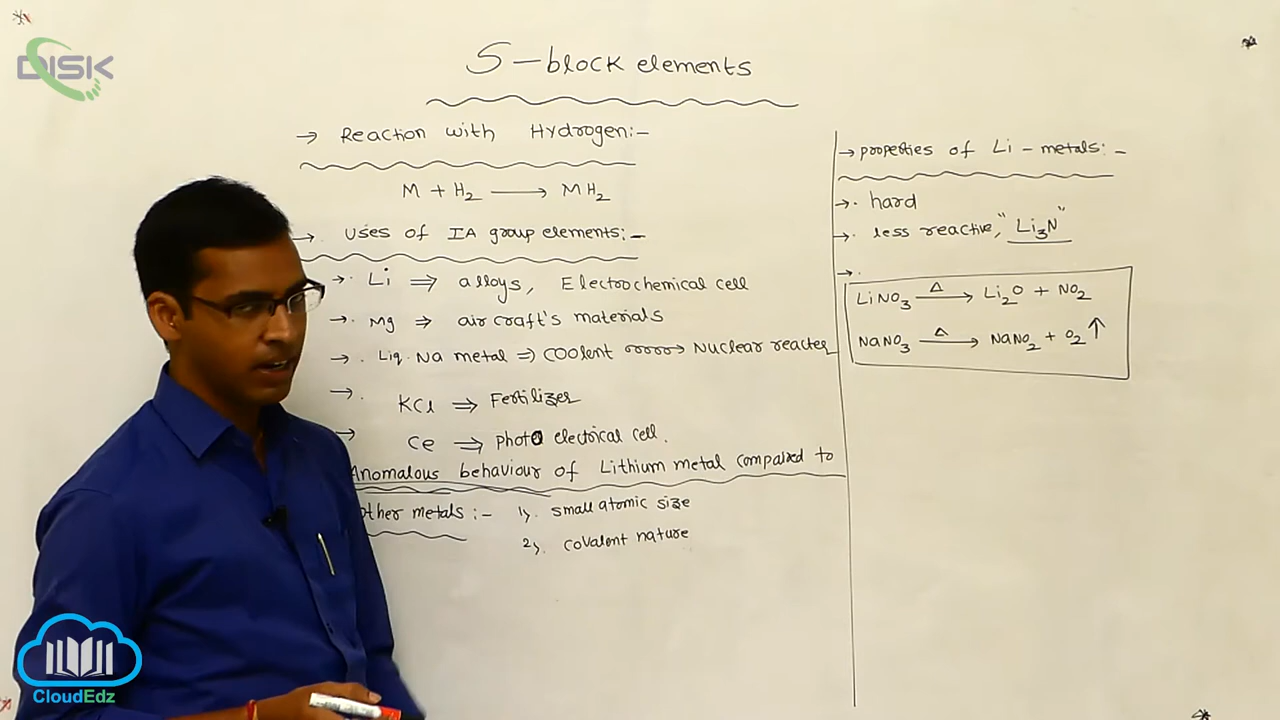 DISK
S-block elements
→ Reaction with Hydrogen:-
M + H₂ ⟶ MH₂
→ Uses of IA group elements:-
→ Li ⇒ alloys, Electrochemical cell
→ Mg ⇒ air craft's materials
→ Liq. Na metal ⇒ COOlent → Nuclear reacter
→ KCl ⇒ Fertilizer
→ Ce ⇒ photo electrical cell.
Anomalous behaviour of Lithium metal compared to
other metals :- 1). small atomic size
2). covalent nature
→ properties of Li - metals:-
→ hard
→ less reactive, "Li₃N"
→
LiNO₃ —Δ→ Li₂O + NO₂
NaNO₃ —Δ→ NaNO₂ + O₂ ↑
CloudEdz